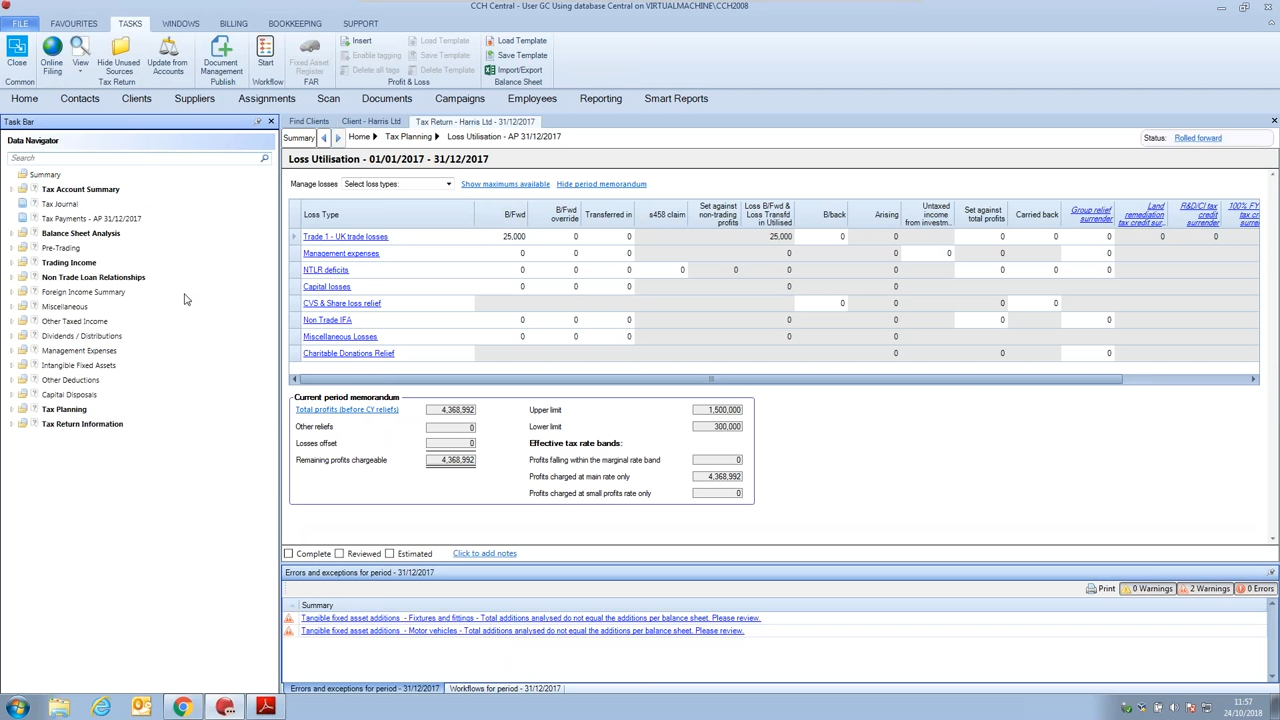 CCH Central - User GC Using database Central on VIRTUALMACHINE\CCH2008
FILE FAVOURITES TASKS WINDOWS BILLING BOOKKEEPING SUPPORT
Close
Online Filing
View
Hide Unused Sources
Update from Accounts
Document Management
Start
Fixed Asset Register
Insert
Enable tagging
Delete all tags
Load Template
Save Template
Delete Template
Load Template
Save Template
Import/Export
Common Tax Return Publish Workflow FAR Profit & Loss Balance Sheet
Home Contacts Clients Suppliers Assignments Scan Documents Campaigns Employees Reporting Smart Reports
Task Bar
Data Navigator
Search
Summary
Tax Account Summary
Tax Journal
Tax Payments - AP 31/12/2017
Balance Sheet Analysis
Pre-Trading
Trading Income
Non Trade Loan Relationships
Foreign Income Summary
Miscellaneous
Other Taxed Income
Dividends / Distributions
Management Expenses
Intangible Fixed Assets
Other Deductions
Capital Disposals
Tax Planning
Tax Return Information
Find Clients Client - Harris Ltd Tax Return - Harris Ltd - 31/12/2017
Summary Home Tax Planning Loss Utilisation - AP 31/12/2017
Status: Rolled forward
Loss Utilisation - 01/01/2017 - 31/12/2017
Manage losses Select loss types: Show maximums available Hide period memorandum
Loss Type
B/Fwd
B/Fwd override
Transferred in
s458 claim
Set against non-trading profits
Loss B/Fwd & Loss Transfd in Utilised
B/back
Arising
Untaxed income from investm...
Set against total profits
Carried back
Group relief surrender
Land remediation tax credit sur...
R&D/CI tax credit surrender
100% FY tax cr surre
Trade 1 - UK trade losses 25,000 0 0 25,000 0 0 0 0 0 0 0
Management expenses 0 0 0 0 0 0 0 0
NTLR deficits 0 0 0 0 0 0 0 0 0 0
Capital losses 0 0 0 0 0
CVS & Share loss relief 0 0 0 0 0
Non Trade IFA 0 0 0 0 0 0 0
Miscellaneous Losses 0 0 0 0 0
Charitable Donations Relief 0 0 0
Current period memorandum
Total profits (before CY reliefs) 4,368,992 Upper limit 1,500,000
Other reliefs 0 Lower limit 300,000
Losses offset 0 Effective tax rate bands:
Remaining profits chargeable 4,368,992 Profits falling within the marginal rate band 0
Profits charged at main rate only 4,368,992
Profits charged at small profits rate only 0
Complete Reviewed Estimated Click to add notes
Errors and exceptions for period - 31/12/2017
Print 0 Warnings 2 Warnings 0 Errors
Summary
Tangible fixed asset additions - Fixtures and fittings - Total additions analysed do not equal the additions per balance sheet. Please review.
Tangible fixed asset additions - Motor vehicles - Total additions analysed do not equal the additions per balance sheet. Please review.
Errors and exceptions for period - 31/12/2017 Workflows for period - 31/12/2017
11:57
24/10/2018